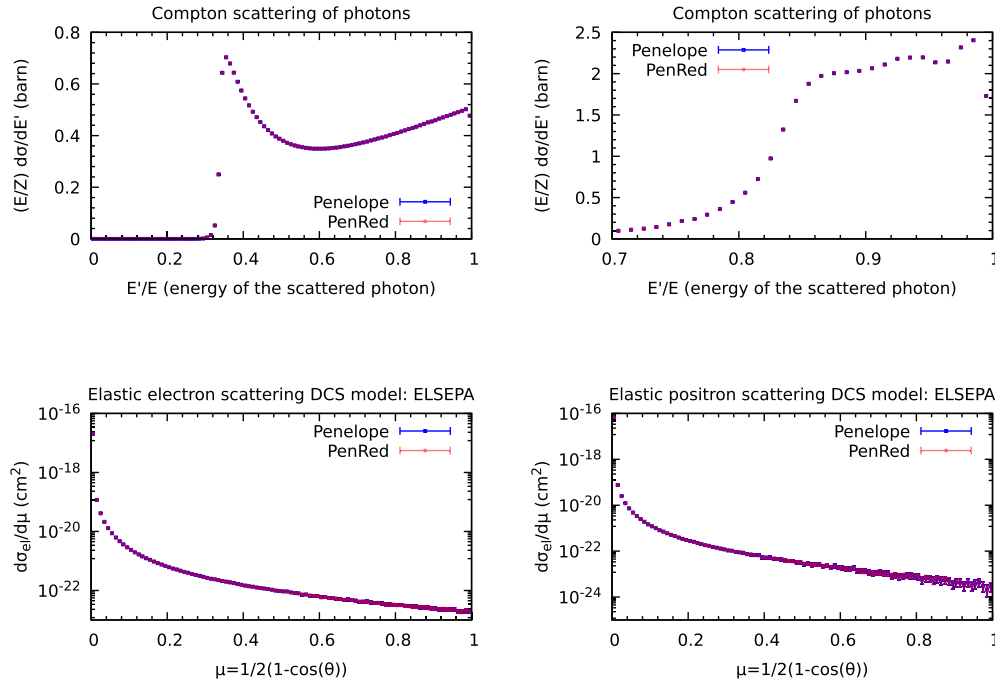 Compton scattering of photons
(E/Z) dσ/dE' (barn)
0.8
0.6
0.4
0.2
0
Penelope
PenRed
0 0.2 0.4 0.6 0.8 1
E'/E (energy of the scattered photon)
Compton scattering of photons
(E/Z) dσ/dE' (barn)
2.5
2
1.5
1
0.5
0
Penelope
PenRed
0.7 0.8 0.9 1
E'/E (energy of the scattered photon)
Elastic electron scattering DCS model: ELSEPA
dσ_el/dμ (cm²)
10⁻¹⁶
10⁻¹⁸
10⁻²⁰
10⁻²²
Penelope
PenRed
0 0.2 0.4 0.6 0.8 1
μ=1/2(1-cos(θ))
Elastic positron scattering DCS model: ELSEPA
dσ_el/dμ (cm²)
10⁻¹⁶
10⁻¹⁸
10⁻²⁰
10⁻²²
10⁻²⁴
Penelope
PenRed
0 0.2 0.4 0.6 0.8 1
μ=1/2(1-cos(θ))